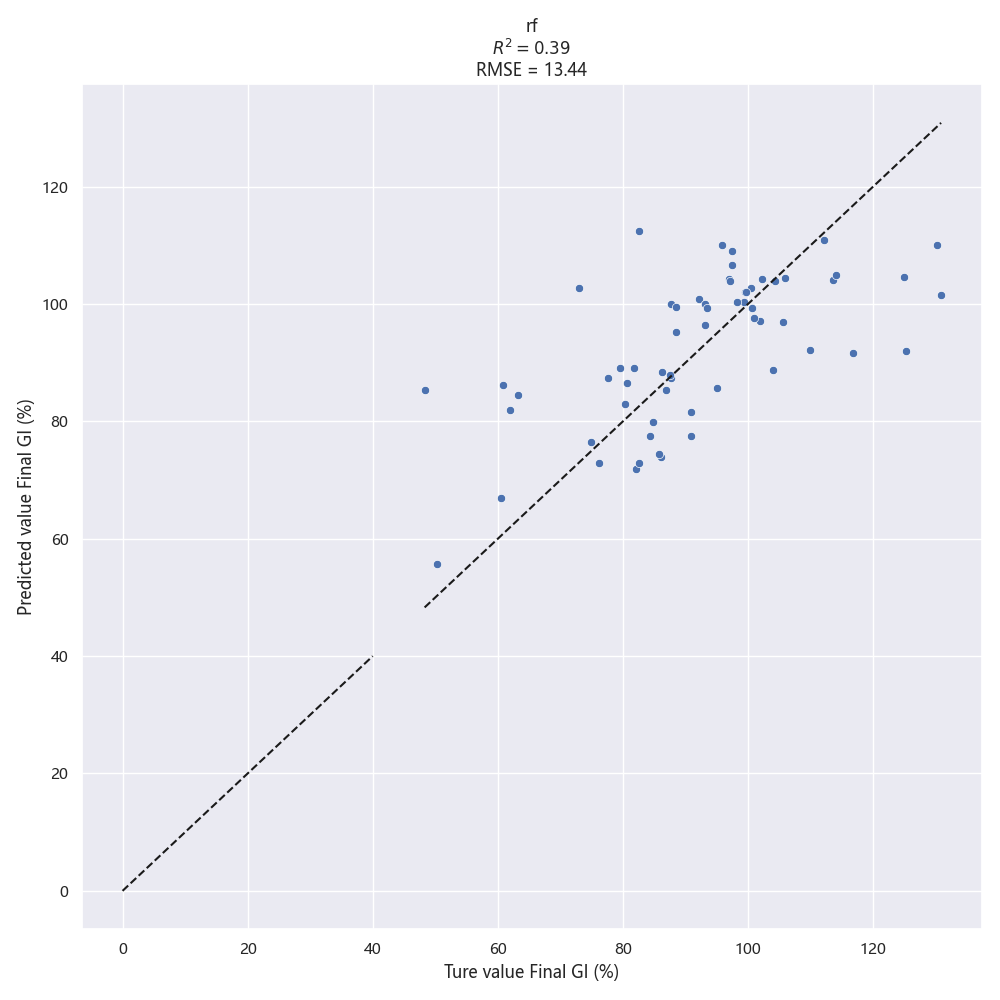 rf
R² = 0.39
RMSE = 13.44
120
100
80
60
40
20
0
Predicted value Final GI (%)
0 20 40 60 80 100 120
Ture value Final GI (%)